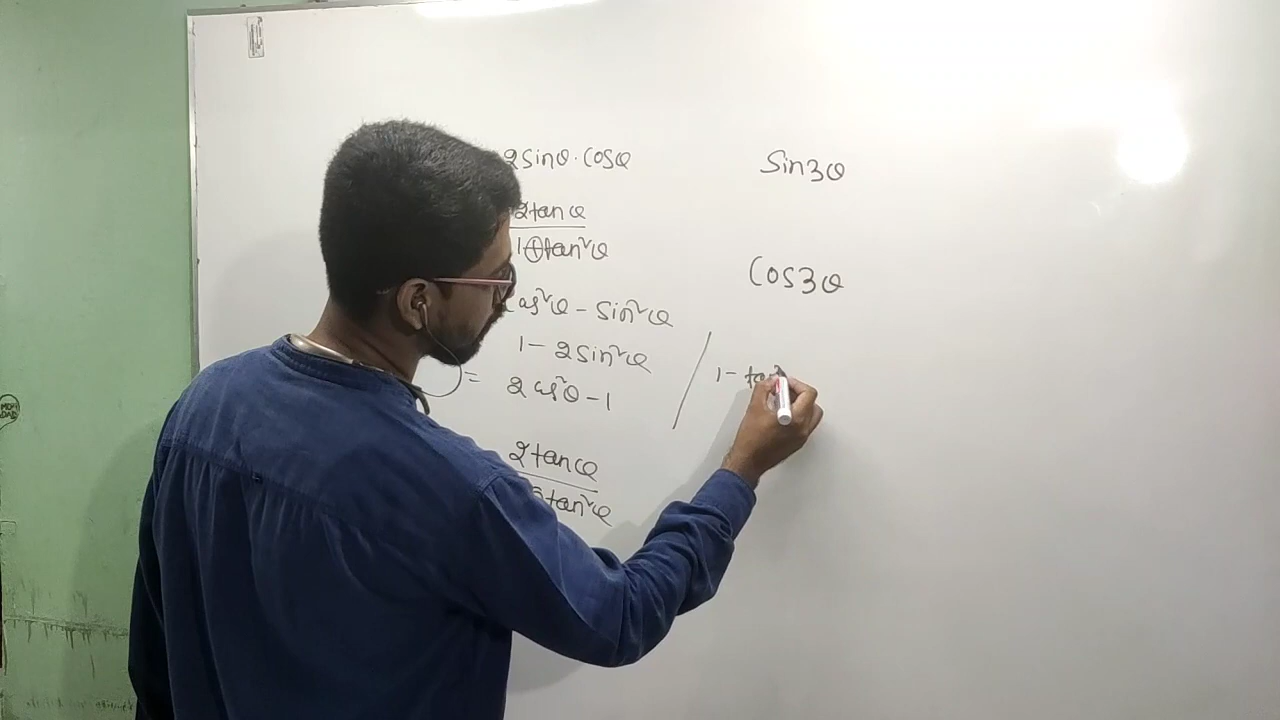 2sinθ.cosθ
2tanθ
1+tan²θ
cos²θ - sin²θ
1 - 2sin²θ
= 2cos²θ - 1
2tanθ
tan²θ
Sin3θ
Cos3θ
1 - tan